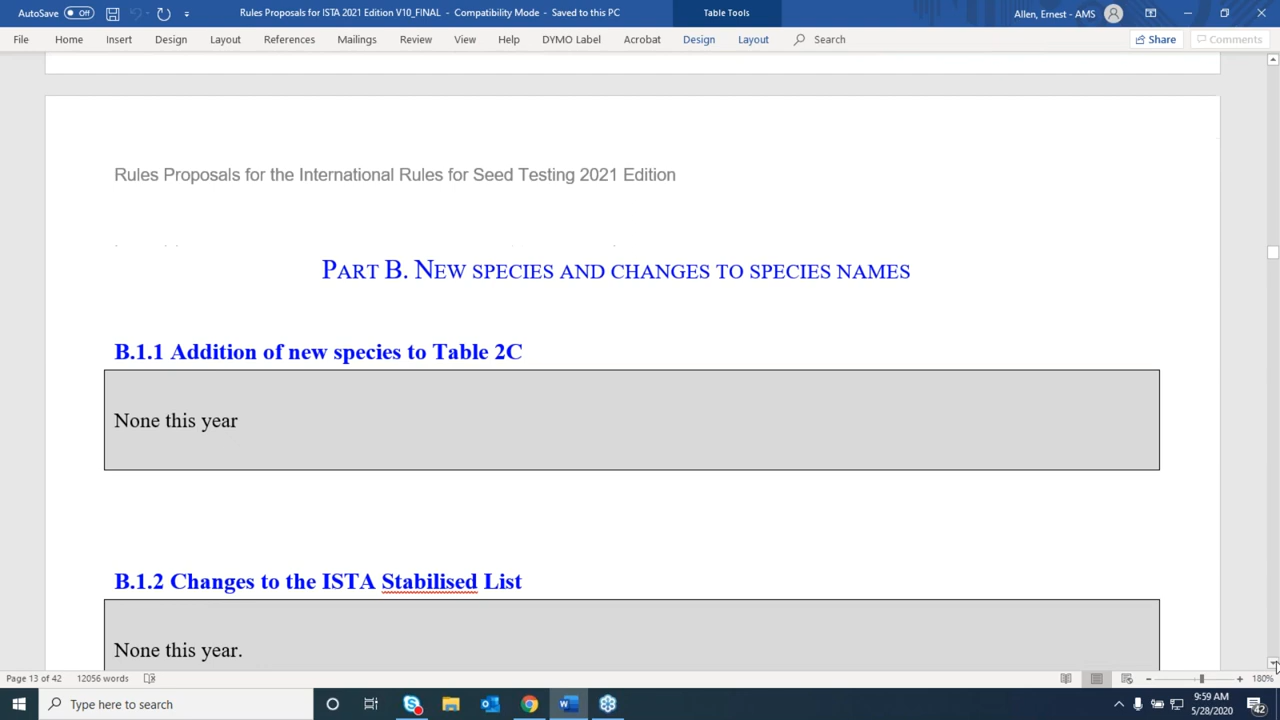 AutoSave Off Rules Proposals for ISTA 2021 Edition V10_FINAL - Compatibility Mode - Saved to this PC Table Tools Allen, Ernest - AMS
File Home Insert Design Layout References Mailings Review View Help DYMO Label Acrobat Design Layout Search Share Comments
Rules Proposals for the International Rules for Seed Testing 2021 Edition
PART B. NEW SPECIES AND CHANGES TO SPECIES NAMES
B.1.1 Addition of new species to Table 2C
None this year
B.1.2 Changes to the ISTA Stabilised List
None this year.
Page 13 of 42 12056 words 180%
Type here to search 9:59 AM
5/28/2020 42